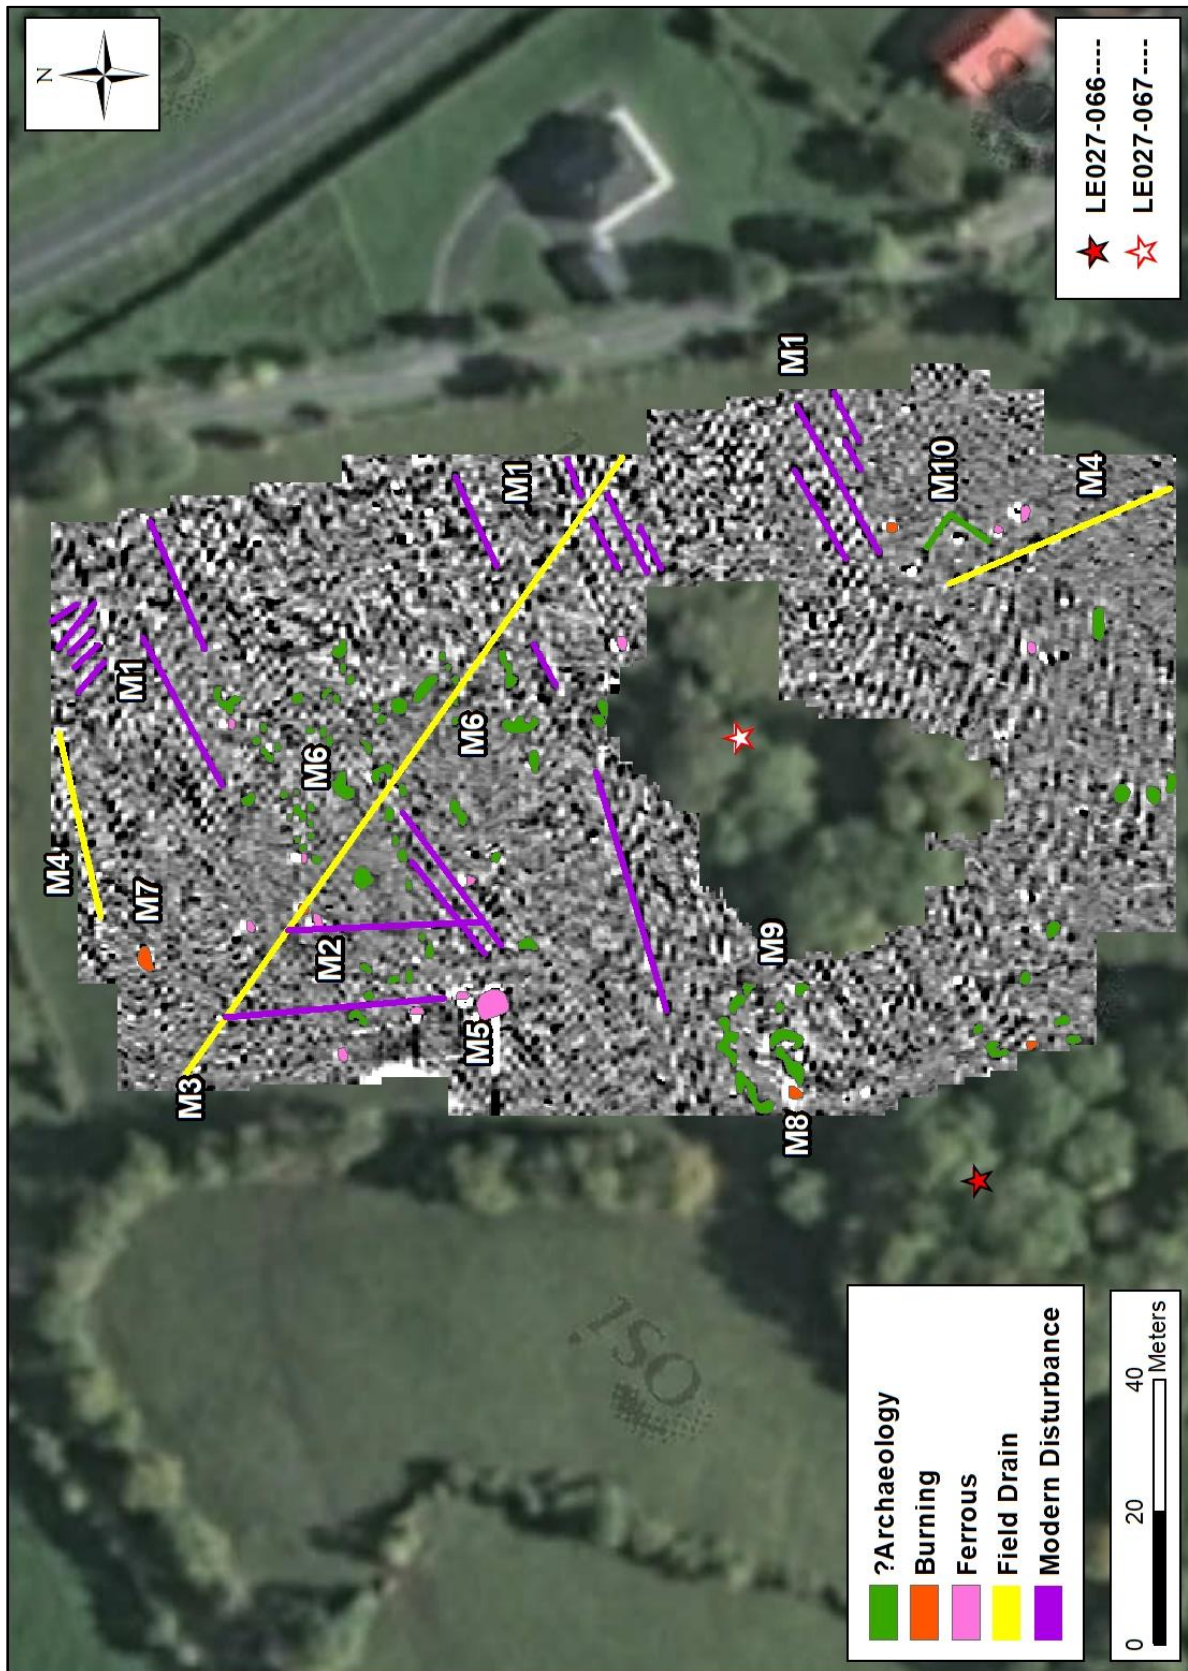 N
LE027-066----
LE027-067----
M4
M1
M7
M3
M2
M6
M6
M5
M1
M1
M9
M8
M10
M4
OSI
?Archaeology
Burning
Ferrous
Field Drain
Modern Disturbance
0 20 40
Meters